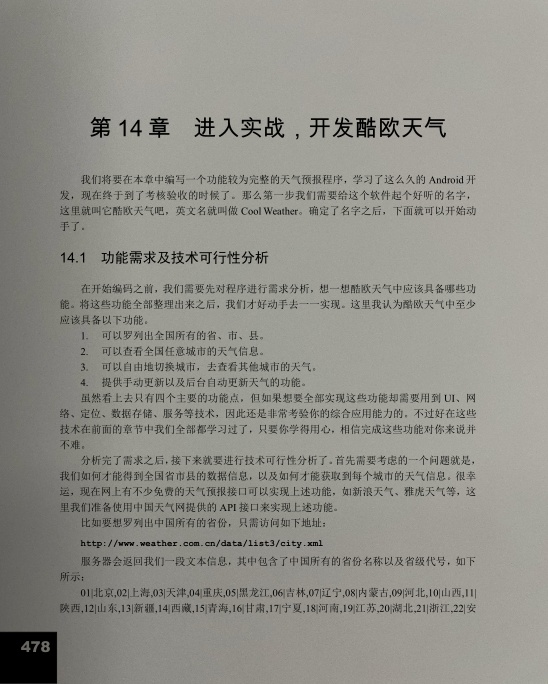 第 14 章　进入实战，开发酷欧天气
我们将要在本章中编写一个功能较为完整的天气预报程序，学习了这么久的 Android 开
发，现在终于到了考核验收的时候了。那么第一步我们需要给这个软件起个好听的名字，
这里就叫它酷欧天气吧，英文名就叫做 Cool Weather。确定了名字之后，下面就可以开始动
手了。
14.1　功能需求及技术可行性分析
在开始编码之前，我们需要先对程序进行需求分析，想一想酷欧天气中应该具备哪些功
能。将这些功能全部整理出来之后，我们才好动手去一一实现。这里我认为酷欧天气中至少
应该具备以下功能。
1. 可以罗列出全国所有的省、市、县。
2. 可以查看全国任意城市的天气信息。
3. 可以自由地切换城市，去查看其他城市的天气。
4. 提供手动更新以及后台自动更新天气的功能。
虽然看上去只有四个主要的功能点，但如果想要全部实现这些功能却需要用到 UI、网
络、定位、数据存储、服务等技术，因此还是非常考验你的综合应用能力的。不过好在这些
技术在前面的章节中我们全部都学习过了，只要你学得用心，相信完成这些功能对你来说并
不难。
分析完了需求之后，接下来就要进行技术可行性分析了。首先需要考虑的一个问题就是，
我们如何才能得到全国省市县的数据信息，以及如何才能获取到每个城市的天气信息。很幸
运，现在网上有不少免费的天气预报接口可以实现上述功能，如新浪天气、雅虎天气等，这
里我们准备使用中国天气网提供的 API 接口来实现上述功能。
比如要想罗列出中国所有的省份，只需访问如下地址：
http://www.weather.com.cn/data/list3/city.xml
服务器会返回我们一段文本信息，其中包含了中国所有的省份名称以及省级代号，如下
所示：
01|北京,02|上海,03|天津,04|重庆,05|黑龙江,06|吉林,07|辽宁,08|内蒙古,09|河北,10|山西,11|
陕西,12|山东,13|新疆,14|西藏,15|青海,16|甘肃,17|宁夏,18|河南,19|江苏,20|湖北,21|浙江,22|安
478